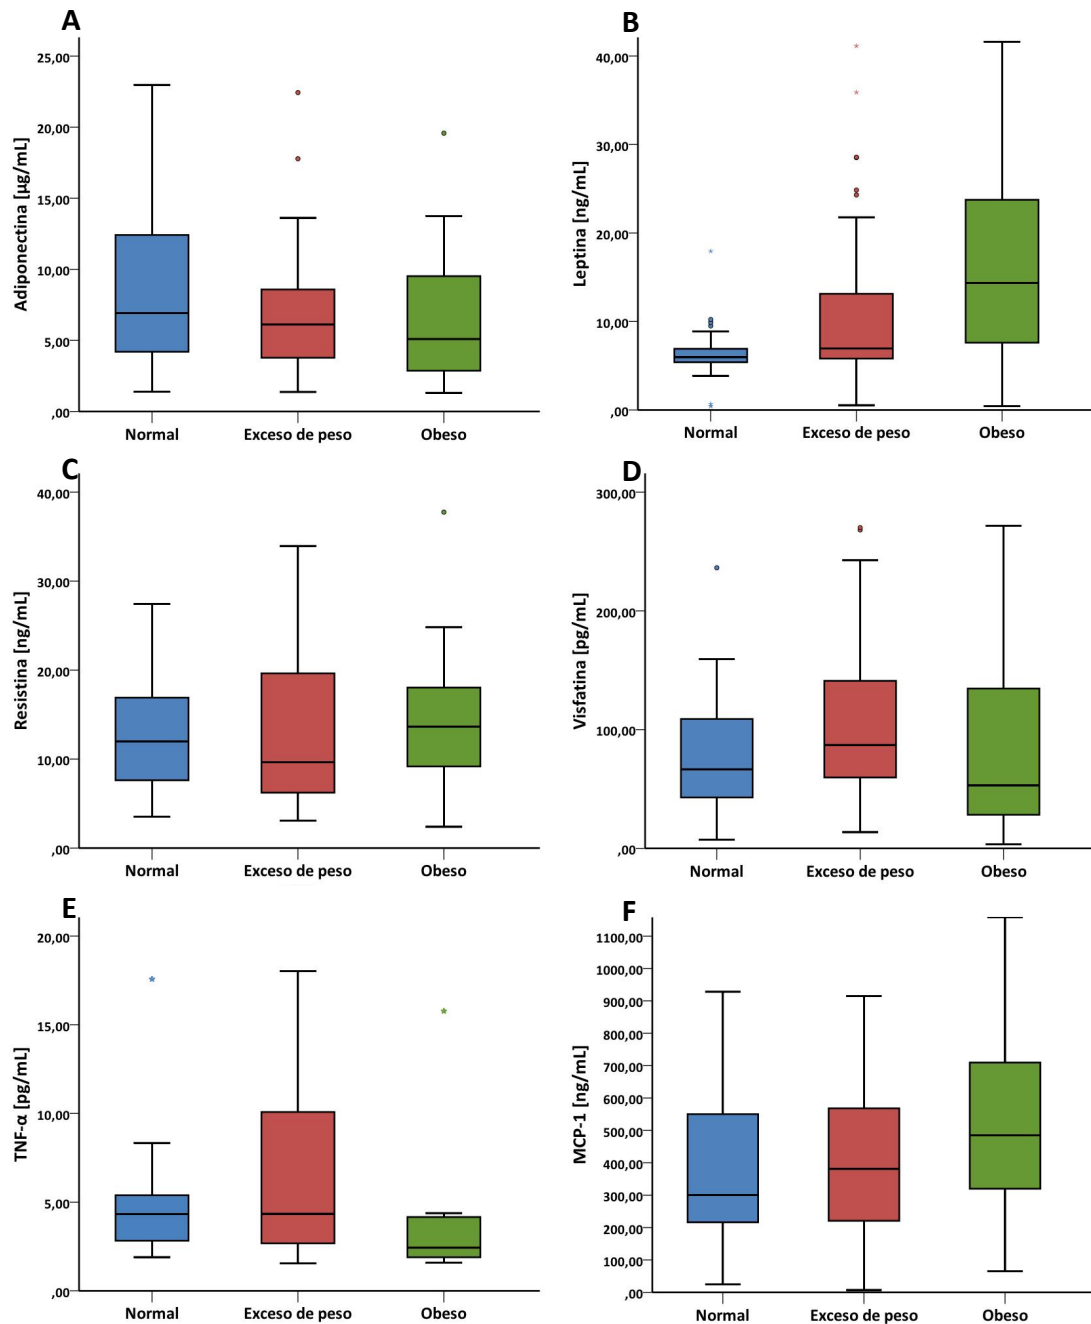 A
Adiponectina [µg/mL]
25,00
20,00
15,00
10,00
5,00
,00
Normal
Exceso de peso
Obeso
B
Leptina [ng/mL]
40,00
30,00
20,00
10,00
,00
Normal
Exceso de peso
Obeso
C
Resistina [ng/mL]
40,00
30,00
20,00
10,00
,00
Normal
Exceso de peso
Obeso
D
Visfatina [pg/mL]
300,00
200,00
100,00
,00
Normal
Exceso de peso
Obeso
E
TNF-α [pg/mL]
20,00
15,00
10,00
5,00
,00
Normal
Exceso de peso
Obeso
F
MCP-1 [ng/mL]
1100,00
1000,00
900,00
800,00
700,00
600,00
500,00
400,00
300,00
200,00
100,00
,00
Normal
Exceso de peso
Obeso